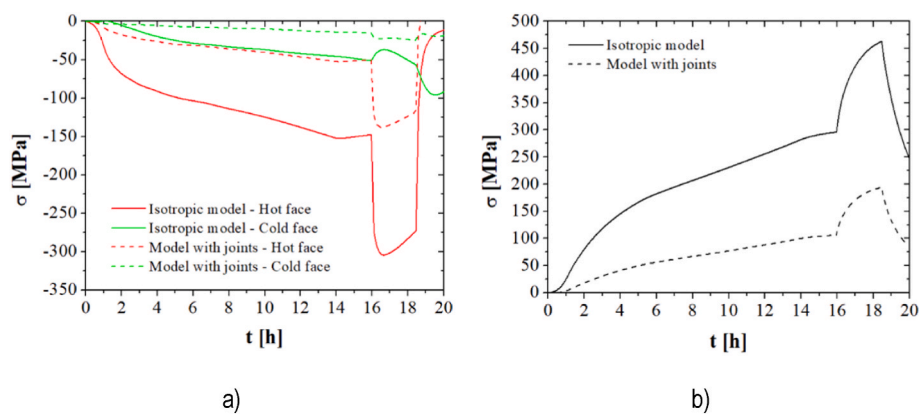 0
-50
-100
-150
-200
-250
-300
-350
σ [MPa]
Isotropic model - Hot face
Isotropic model - Cold face
Model with joints - Hot face
Model with joints - Cold face
0 2 4 6 8 10 12 14 16 18 20
t [h]
a)
500
450
400
350
300
250
200
150
100
50
0
σ [MPa]
Isotropic model
Model with joints
0 2 4 6 8 10 12 14 16 18 20
t [h]
b)